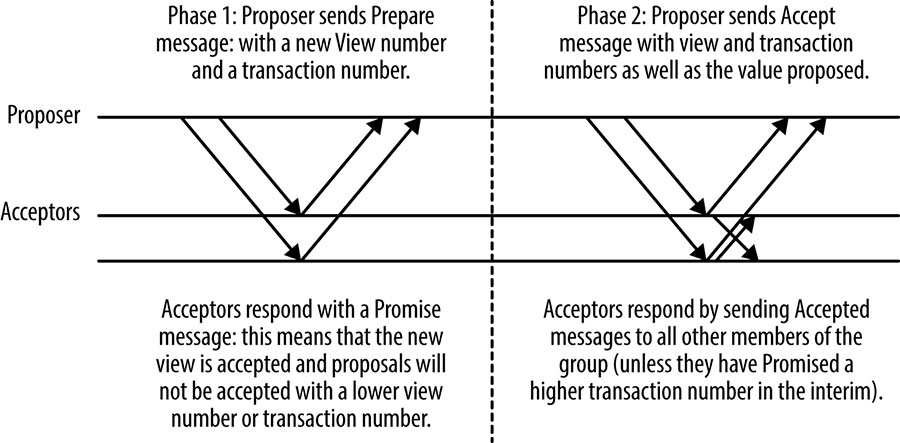 Phase 1: Proposer sends Prepare
message: with a new View number
and a transaction number.
Phase 2: Proposer sends Accept
message with view and transaction
numbers as well as the value proposed.
Proposer
Acceptors
Acceptors respond with a Promise
message: this means that the new
view is accepted and proposals will
not be accepted with a lower view
number or transaction number.
Acceptors respond by sending Accepted
messages to all other members of the
group (unless they have Promised a
higher transaction number in the interim).